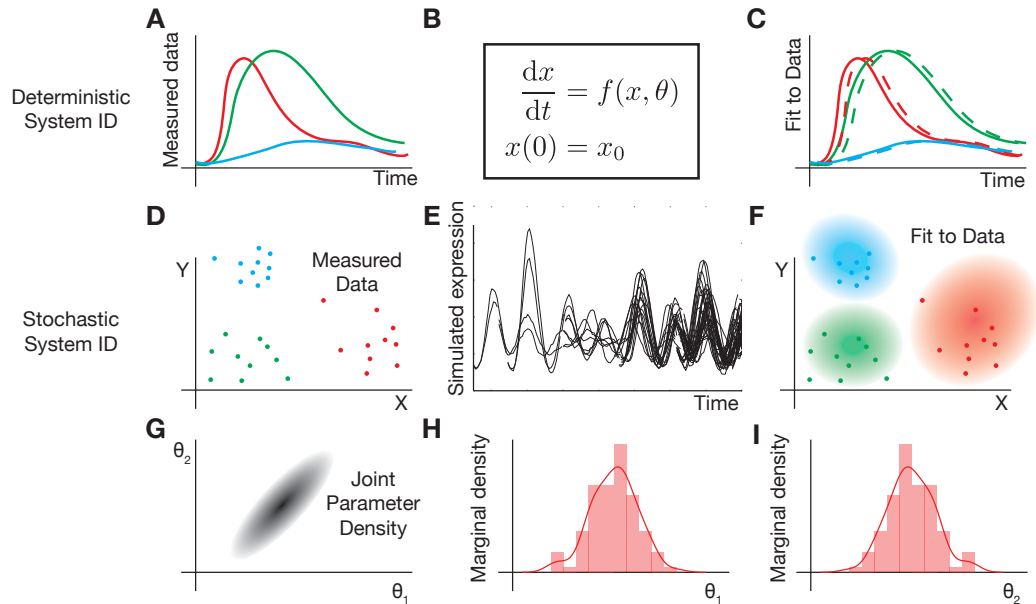 A
B
C
Deterministic
System ID
Measured data
Time
dx
dt
= f(x, θ)
x(0) = x₀
Fit to Data
Time
D
E
F
Stochastic
System ID
Y
Measured
Data
X
Simulated expression
Time
Y
Fit to Data
X
G
H
I
θ₂
Joint
Parameter
Density
θ₁
Marginal density
θ₁
Marginal density
θ₂